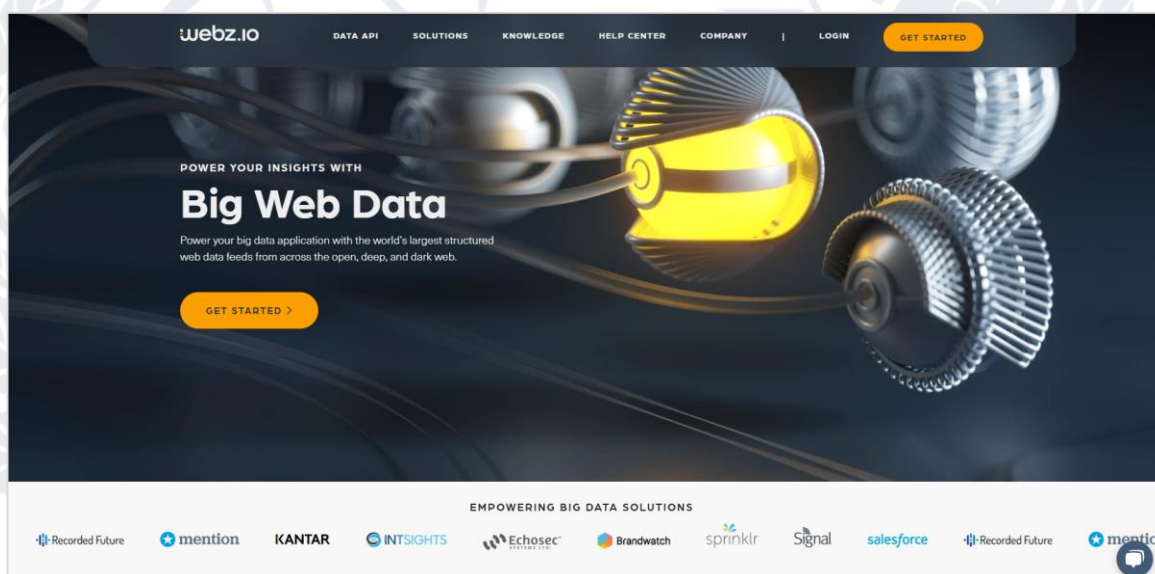 webz.io
DATA API SOLUTIONS KNOWLEDGE HELP CENTER COMPANY | LOGIN GET STARTED
POWER YOUR INSIGHTS WITH
Big Web Data
Power your big data application with the world's largest structured
web data feeds from across the open, deep, and dark web.
GET STARTED >
EMPOWERING BIG DATA SOLUTIONS
Recorded Future mention KANTAR INTSIGHTS Echosec SYSTEMS LTD. Brandwatch sprinklr Signal salesforce Recorded Future mentio